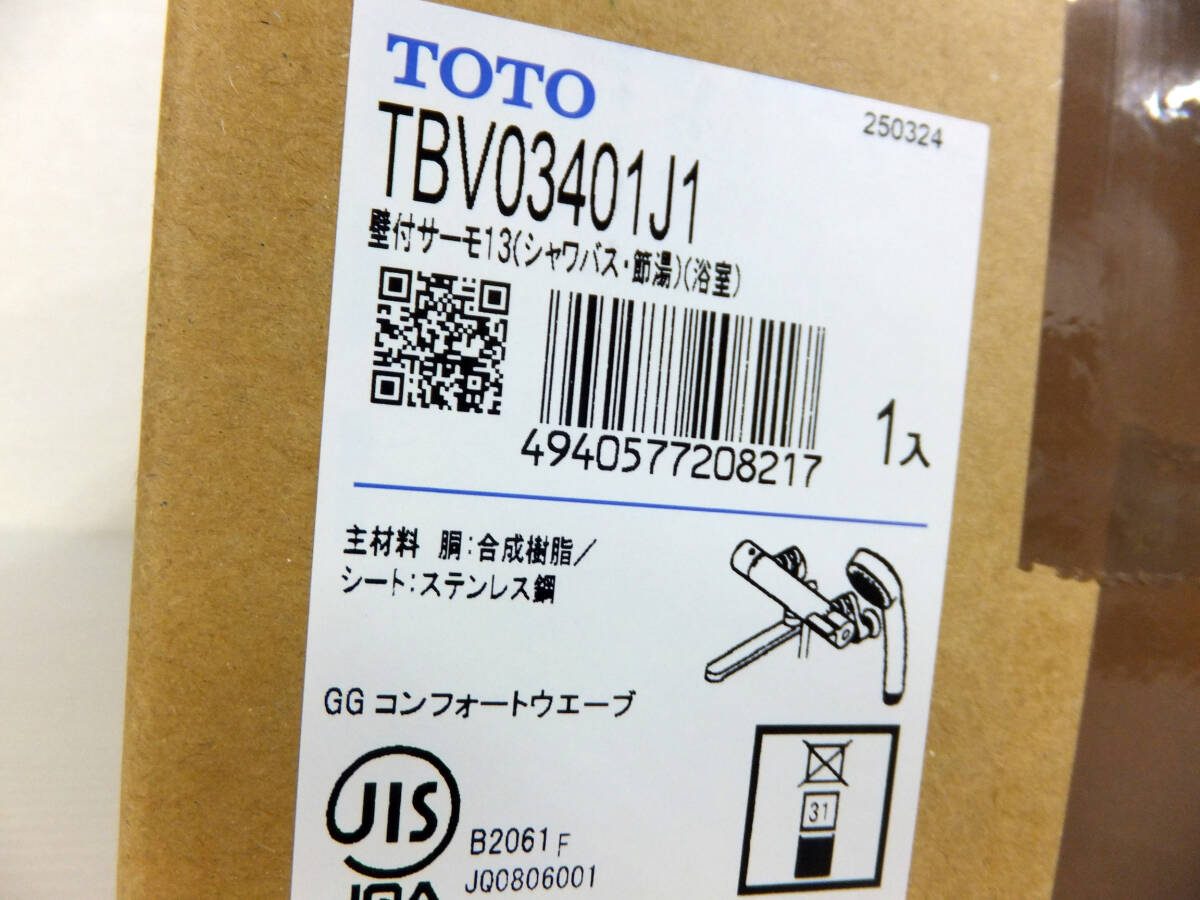 TOTO
250324
TBV03401J1
壁付サーモ13(シャワバス・節湯)(浴室)
4940577208217
1入
主材料 胴:合成樹脂/
シート:ステンレス鋼
GG コンフォートウエーブ
31
JIS
B2061 F
JQ0806001
JQA